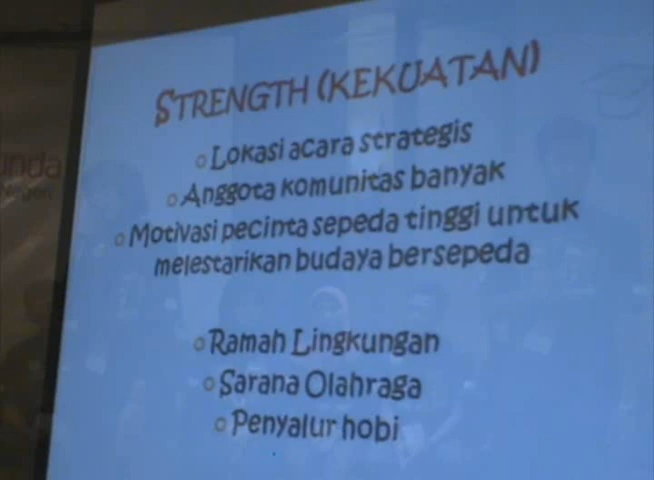 STRENGTH (KEKUATAN)
Lokasi acara strategis
Anggota komunitas banyak
Motivasi pecinta sepeda tinggi untuk
melestarikan budaya bersepeda
Ramah Lingkungan
Sarana Olahraga
Penyalur hobi